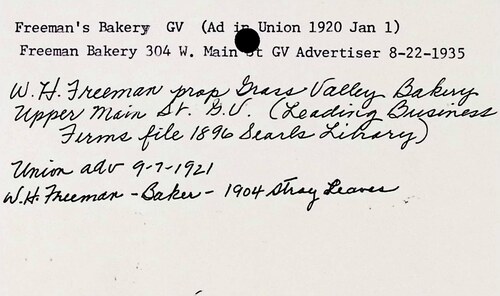 Freeman's Bakery GV (Ad in Union 1920 Jan 1)
Freeman Bakery 304 W. Main St GV Advertiser 8-22-1935
W. H. Freeman prop Grass Valley Bakery
Upper Main St. G.V. (Leading Business
Firms file 1896 Searls Library)
Union adv 9-7-1921
W. H. Freeman - Baker - 1904 Stray Leaves